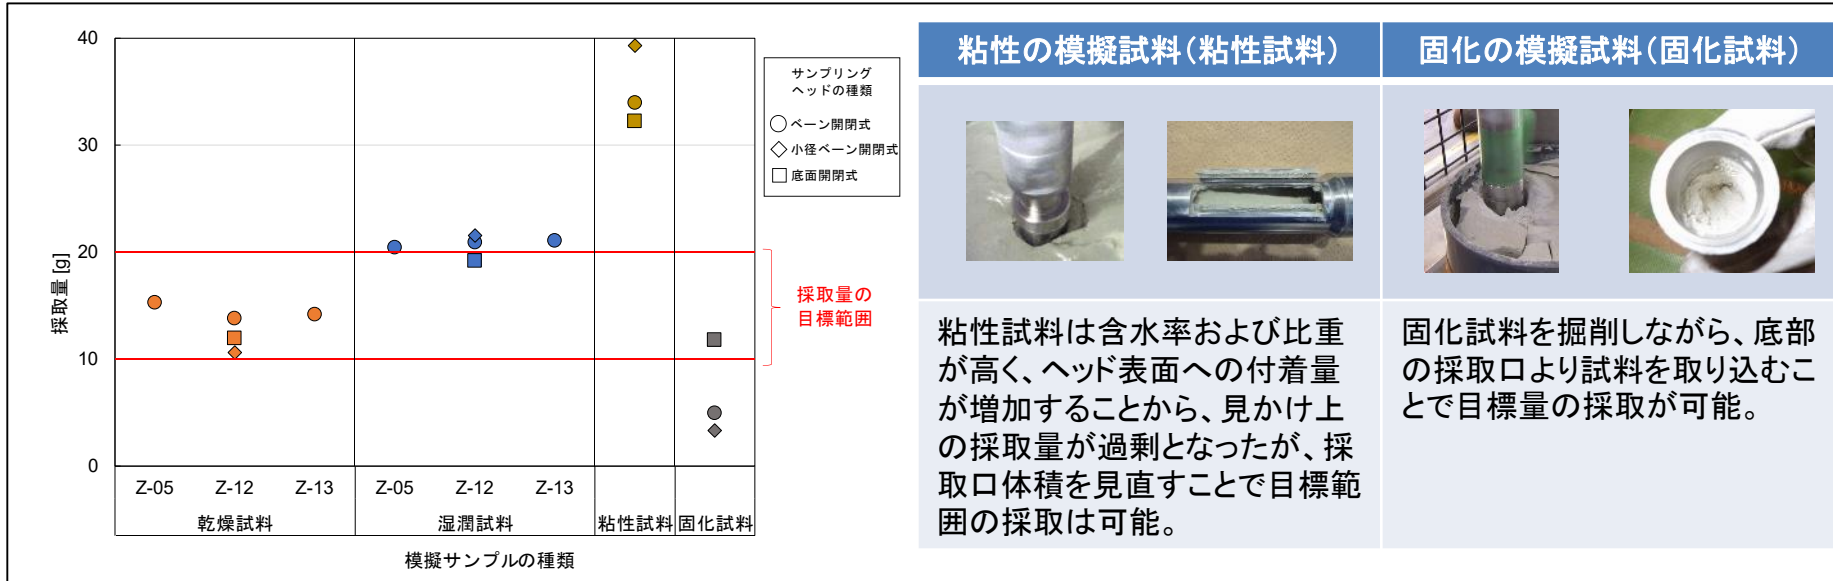 40
30
20
10
0
採取量 [g]
Z-05 Z-12 Z-13 Z-05 Z-12 Z-13
乾燥試料 湿潤試料 粘性試料 固化試料
模擬サンプルの種類
サンプリング
ヘッドの種類
ベーン開閉式
小径ベーン開閉式
底面開閉式
採取量の
目標範囲
粘性の模擬試料(粘性試料)
粘性試料は含水率および比重
が高く、ヘッド表面への付着量
が増加することから、見かけ上
の採取量が過剰となったが、採
取口体積を見直すことで目標範
囲の採取は可能。
固化の模擬試料(固化試料)
固化試料を掘削しながら、底部
の採取口より試料を取り込むこ
とで目標量の採取が可能。